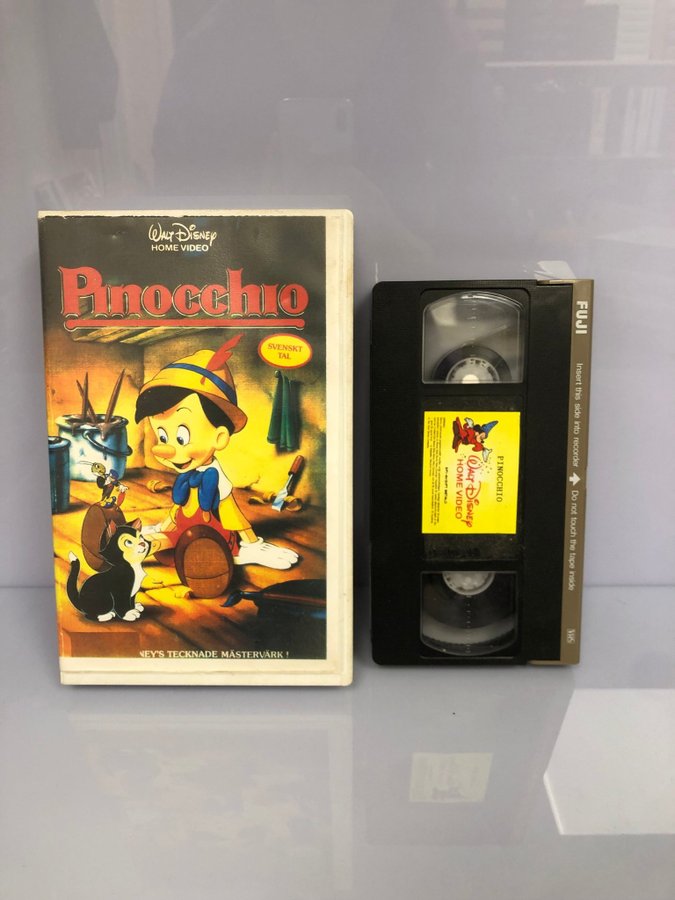 WALT DISNEY
HOME VIDEO
PINOCCHIO
SVENSKT
TAL
NEY'S TECKNADE MÄSTERVÄRK !
PINOCCHIO
WALT DISNEY
HOME VIDEO
FUJI
Insert this side into recorder
Do not touch the tape inside
VHS